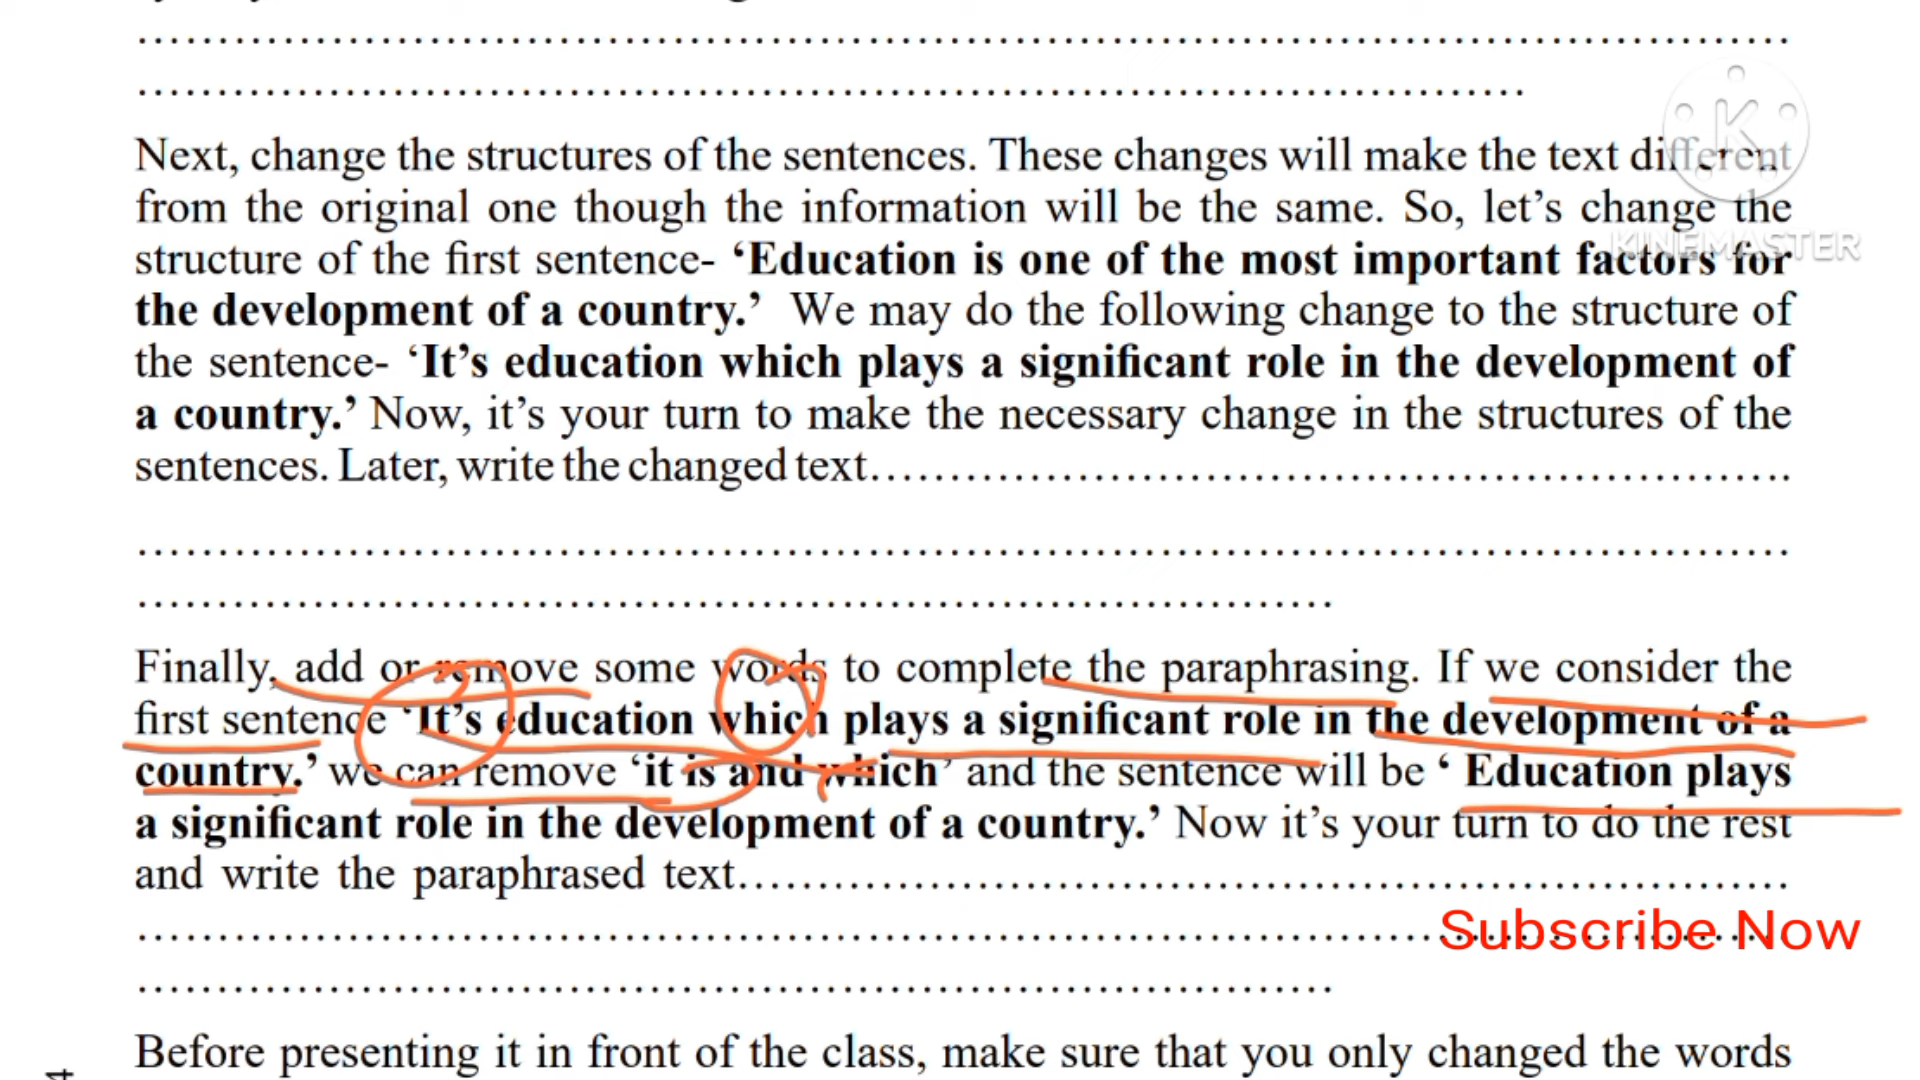 ……………………………………………………………………………………………………
……………………………………………………………………………………
Next, change the structures of the sentences. These changes will make the text different
from the original one though the information will be the same. So, let’s change the
KINEMASTER
structure of the first sentence- ‘Education is one of the most important factors for
the development of a country.’ We may do the following change to the structure of
the sentence- ‘It’s education which plays a significant role in the development of
a country.’ Now, it’s your turn to make the necessary change in the structures of the
sentences. Later, write the changed text……………………………………………………….
……………………………………………………………………………………………………
…………………………………………………………………………
Finally, add or remove some words to complete the paraphrasing. If we consider the
first sentence ‘It’s education which plays a significant role in the development of a
country.’ we can remove ‘it is and which’ and the sentence will be ‘ Education plays
a significant role in the development of a country.’ Now it’s your turn to do the rest
and write the paraphrased text………………………………………………………………
Subscribe Now
……………………………………………………………………………………………………
…………………………………………………………………………
Before presenting it in front of the class, make sure that you only changed the words